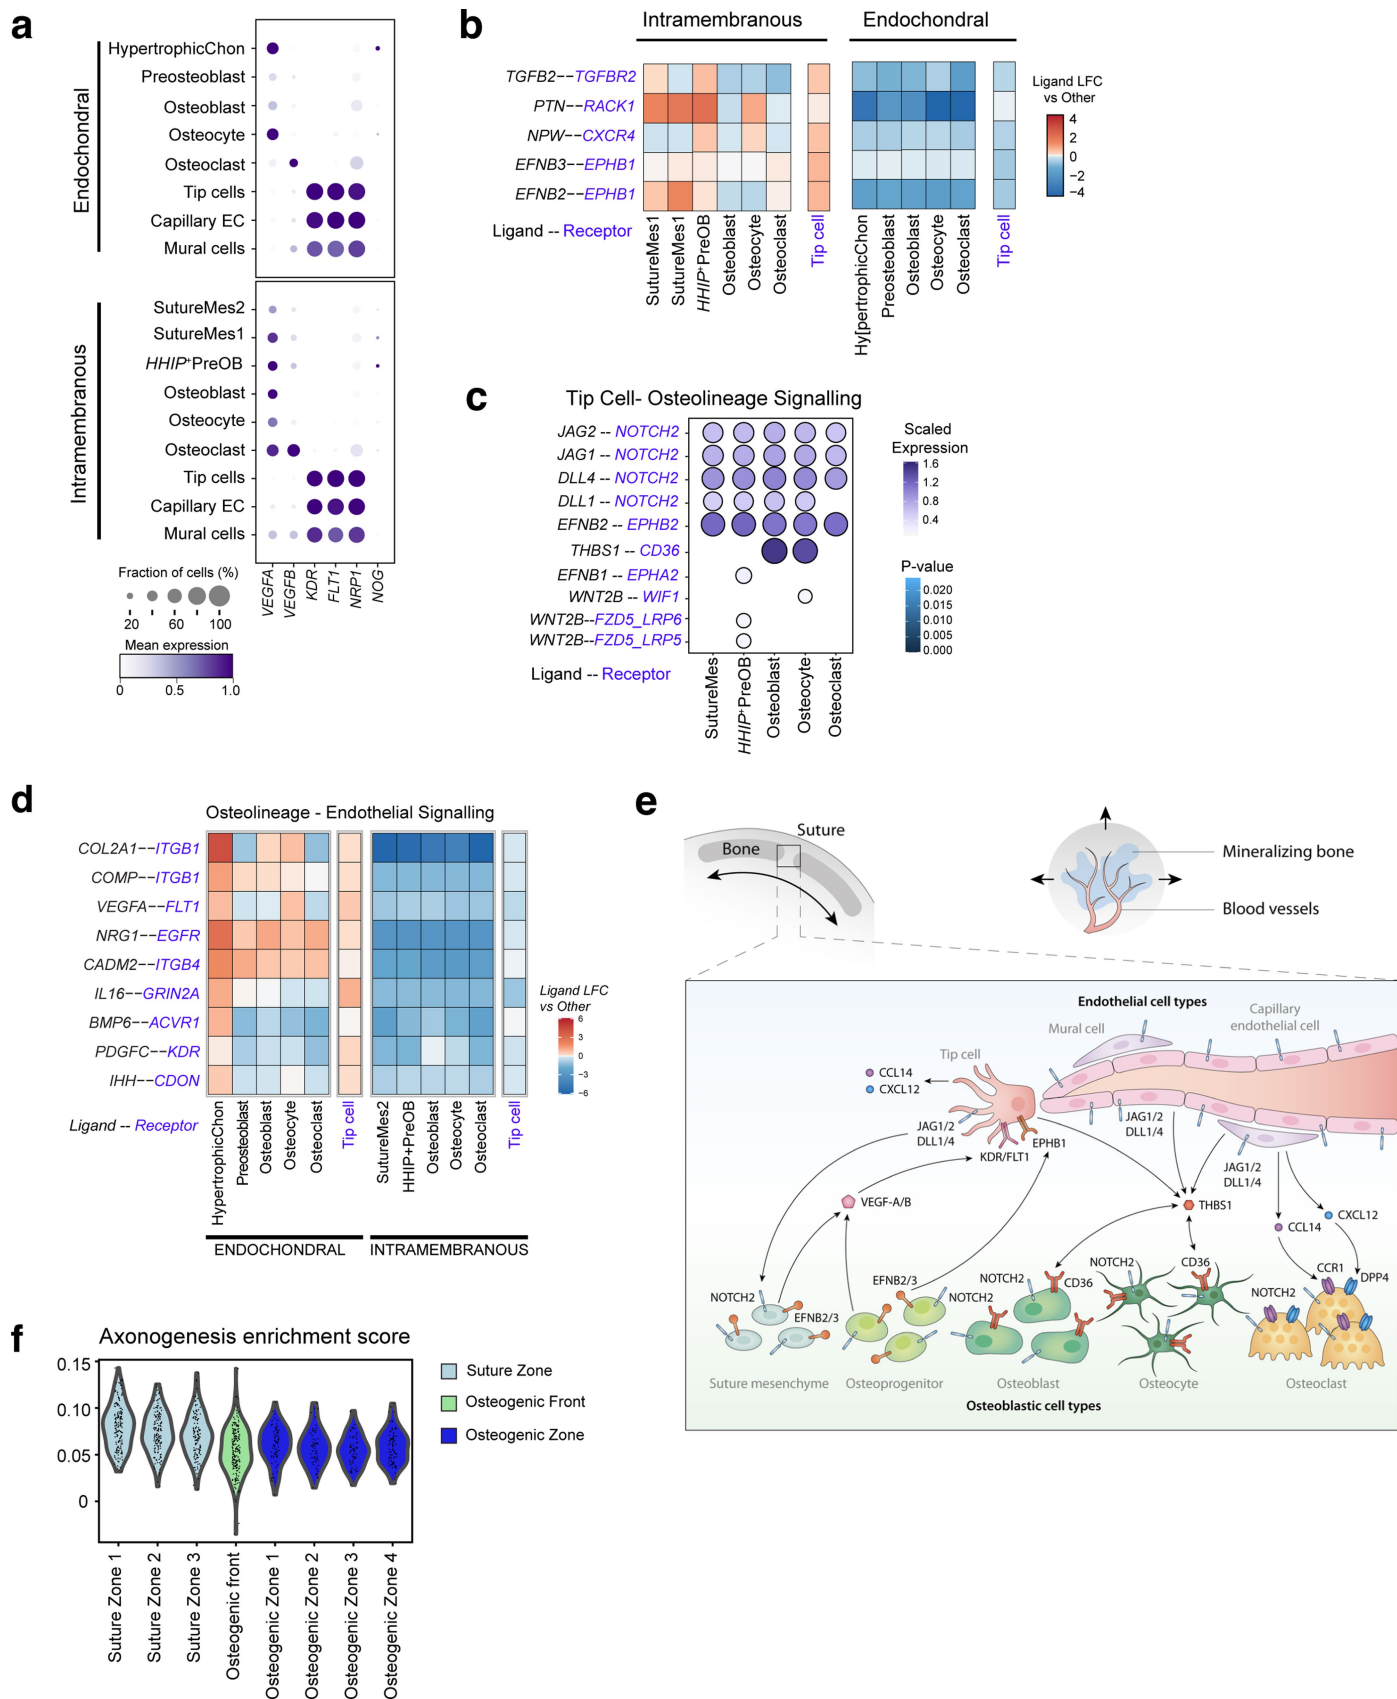 a
Endochondral
HypertrophicChon
Preosteoblast
Osteoblast
Osteocyte
Osteoclast
Tip cells
Capillary EC
Mural cells
Intramembranous
SutureMes2
SutureMes1
HHIP+PreOB
Osteoblast
Osteocyte
Osteoclast
Tip cells
Capillary EC
Mural cells
VEGFA
VEGFB
KDR
FLT1
NRP1
NOG
Fraction of cells (%)
20 60 100
Mean expression
0 0.5 1.0
b
Intramembranous Endochondral
TGFB2--TGFBR2
PTN--RACK1
NPW--CXCR4
EFNB3--EPHB1
EFNB2--EPHB1
Ligand -- Receptor
SutureMes1
SutureMes1
HHIP+PreOB
Osteoblast
Osteocyte
Osteoclast
Tip cell
Hy[pertrophicChon
Preosteoblast
Osteoblast
Osteocyte
Osteoclast
Tip cell
Ligand LFC
vs Other
4
2
0
−2
−4
c
Tip Cell- Osteolineage Signalling
JAG2 -- NOTCH2
JAG1 -- NOTCH2
DLL4 -- NOTCH2
DLL1 -- NOTCH2
EFNB2 -- EPHB2
THBS1 -- CD36
EFNB1 -- EPHA2
WNT2B -- WIF1
WNT2B--FZD5_LRP6
WNT2B--FZD5_LRP5
Ligand -- Receptor
SutureMes
HHIP+PreOB
Osteoblast
Osteocyte
Osteoclast
Scaled
Expression
1.6
1.2
0.8
0.4
P-value
0.020
0.015
0.010
0.005
0.000
d
Osteolineage - Endothelial Signalling
COL2A1--ITGB1
COMP--ITGB1
VEGFA--FLT1
NRG1--EGFR
CADM2--ITGB4
IL16--GRIN2A
BMP6--ACVR1
PDGFC--KDR
IHH--CDON
Ligand -- Receptor
HypertrophicChon
Preosteoblast
Osteoblast
Osteocyte
Osteoclast
Tip cell
SutureMes2
HHIP+PreOB
Osteoblast
Osteocyte
Osteoclast
Tip cell
ENDOCHONDRAL INTRAMEMBRANOUS
Ligand LFC
vs Other
6
3
0
−3
−6
e
Suture
Bone
Mineralizing bone
Blood vessels
Endothelial cell types
Mural cell
Capillary
endothelial cell
Tip cell
CCL14
CXCL12
JAG1/2
DLL1/4
KDR/FLT1
EPHB1
JAG1/2
DLL1/4
JAG1/2
DLL1/4
VEGF-A/B
THBS1
CCL14
CXCL12
NOTCH2
EFNB2/3
EFNB2/3
NOTCH2
NOTCH2
CD36
NOTCH2
CD36
NOTCH2
CCR1
DPP4
Suture mesenchyme
Osteoprogenitor
Osteoblast
Osteocyte
Osteoclast
Osteoblastic cell types
f
Axonogenesis enrichment score
0.15
0.10
0.05
0
Suture Zone 1
Suture Zone 2
Suture Zone 3
Osteogenic front
Osteogenic Zone 1
Osteogenic Zone 2
Osteogenic Zone 3
Osteogenic Zone 4
Suture Zone
Osteogenic Front
Osteogenic Zone